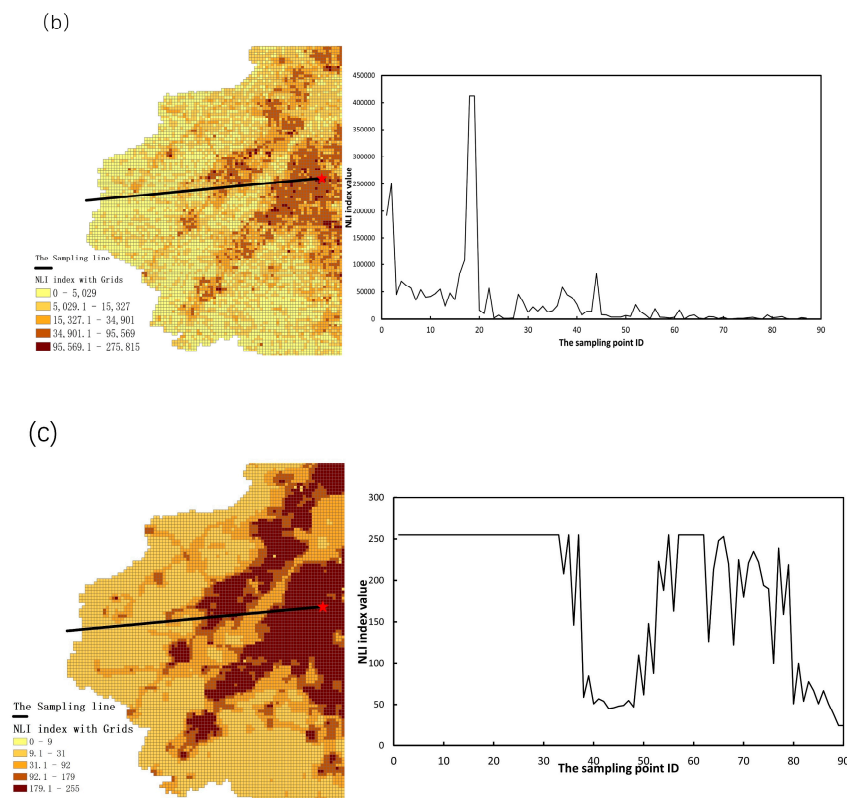 (b)
450000
400000
350000
300000
250000
200000
150000
100000
50000
0
NLI index value
0 10 20 30 40 50 60 70 80 90
The sampling point ID
The Sampling line
NLI index with Grids
0 - 5,029
5,029.1 - 15,327
15,327.1 - 34,901
34,901.1 - 95,569
95,569.1 - 275,815
(c)
300
250
200
150
100
50
0
NLI index value
0 10 20 30 40 50 60 70 80 90
The sampling point ID
The Sampling line
NLI index with Grids
0 - 9
9.1 - 31
31.1 - 92
92.1 - 179
179.1 - 255